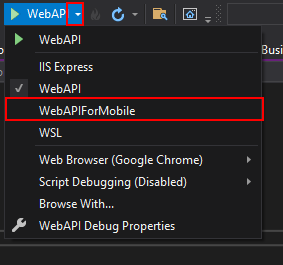 WebAPI
Busi
WebAPI
IIS Express
WebAPI
WebAPIForMobile
WSL
Web Browser (Google Chrome)
Script Debugging (Disabled)
Browse With...
WebAPI Debug Properties